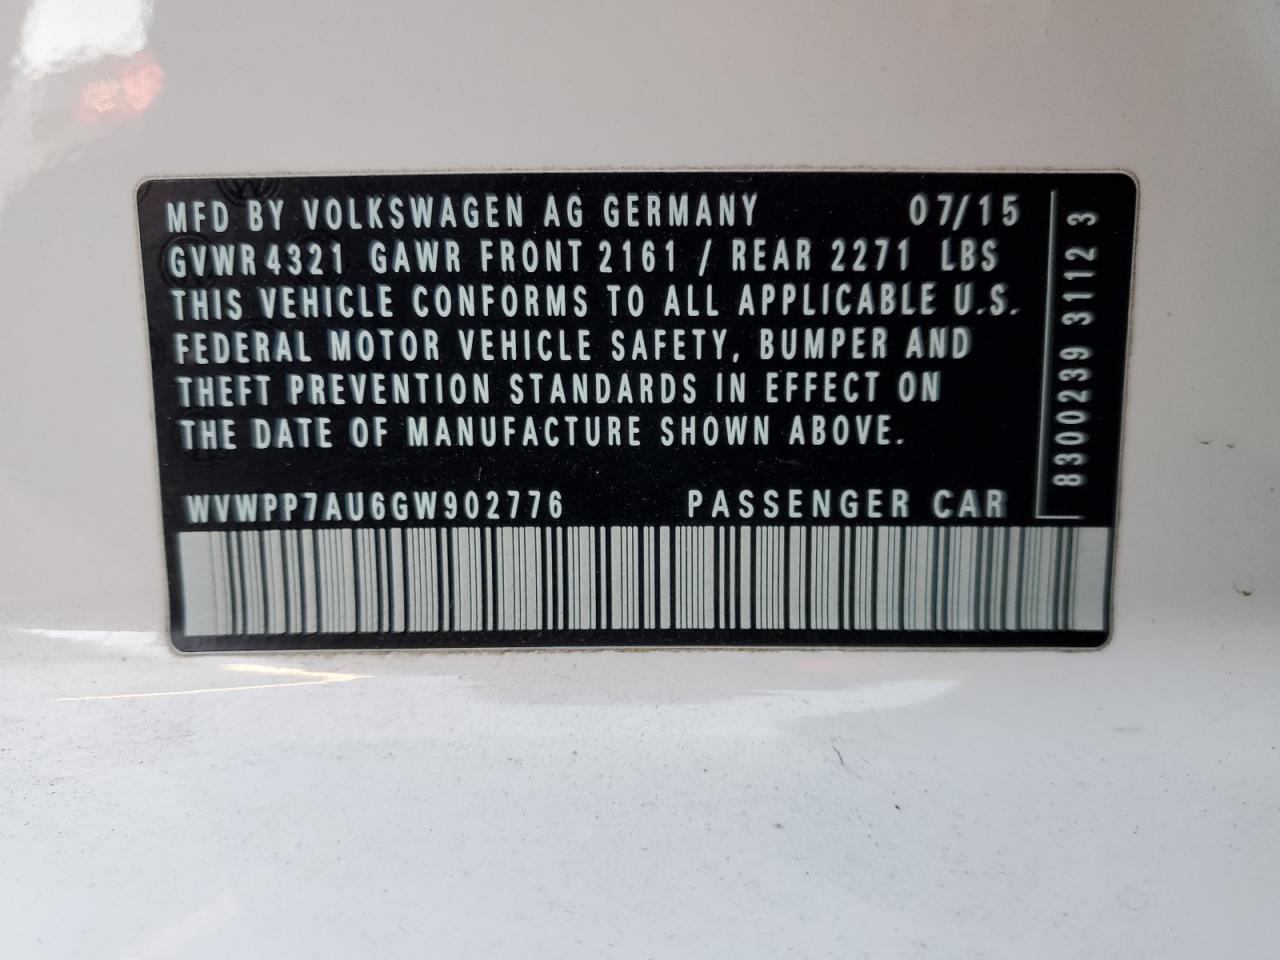 MFD BY VOLKSWAGEN AG GERMANY 07/15
GVWR 4321 GAWR FRONT 2161 / REAR 2271 LBS
THIS VEHICLE CONFORMS TO ALL APPLICABLE U.S.
FEDERAL MOTOR VEHICLE SAFETY, BUMPER AND
THEFT PREVENTION STANDARDS IN EFFECT ON
THE DATE OF MANUFACTURE SHOWN ABOVE.
WVWPP7AU6GW902776 PASSENGER CAR
8300239 3112 3